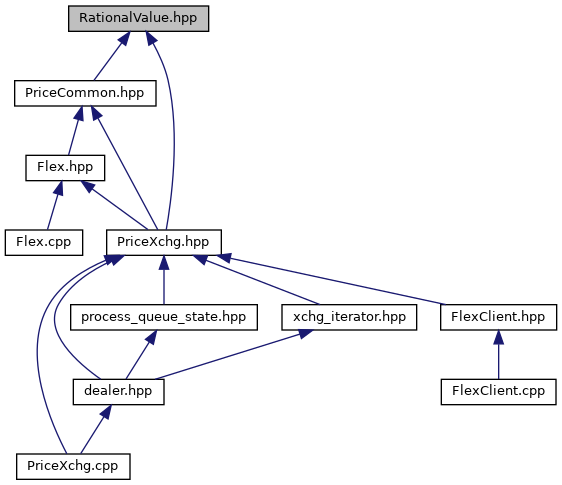 RationalValue.hpp
PriceCommon.hpp
Flex.hpp
Flex.cpp
PriceXchg.hpp
process_queue_state.hpp
xchg_iterator.hpp
FlexClient.hpp
dealer.hpp
FlexClient.cpp
PriceXchg.cpp